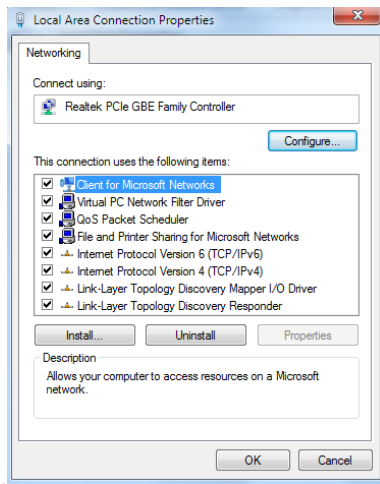 Local Area Connection Properties
Networking
Connect using:
Realtek PCIe GBE Family Controller
Configure...
This connection uses the following items:
Client for Microsoft Networks
Virtual PC Network Filter Driver
QoS Packet Scheduler
File and Printer Sharing for Microsoft Networks
Internet Protocol Version 6 (TCP/IPv6)
Internet Protocol Version 4 (TCP/IPv4)
Link-Layer Topology Discovery Mapper I/O Driver
Link-Layer Topology Discovery Responder
Install... Uninstall Properties
Description
Allows your computer to access resources on a Microsoft
network.
OK Cancel